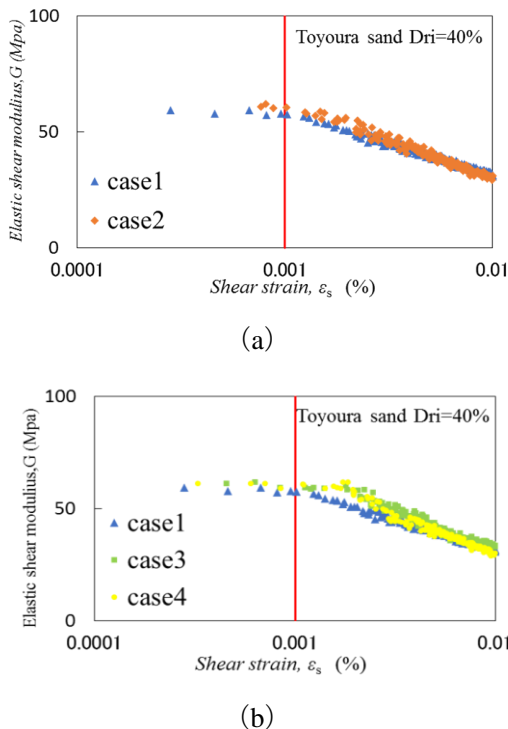 100
Toyoura sand Dri=40%
Elastic shear modulius,G (Mpa)
50
case1
case2
0
0.0001
0.001
0.01
Shear strain, εs (%)
(a)
100
Toyoura sand Dri=40%
Elastic shear modulius,G (Mpa)
50
case1
case3
case4
0
0.0001
0.001
0.01
Shear strain, εs (%)
(b)